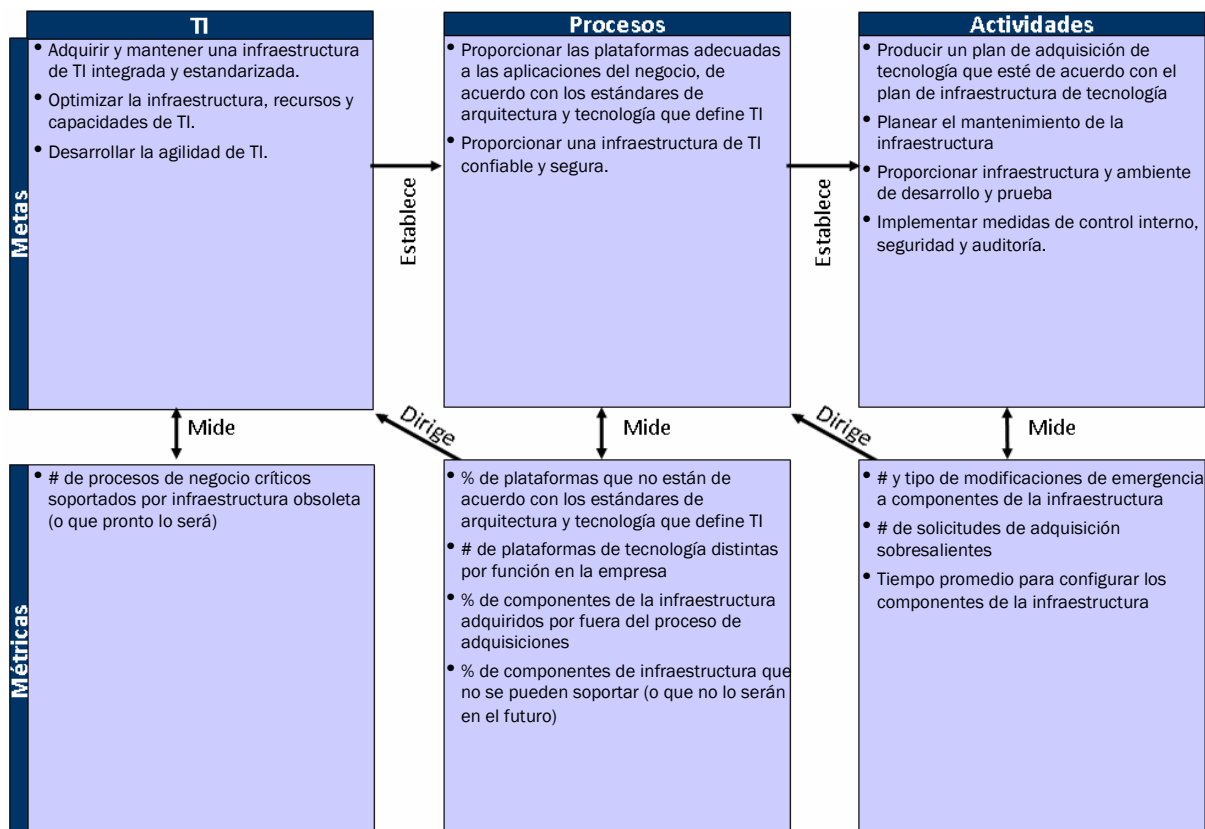 TI
Procesos
Actividades
Metas
• Adquirir y mantener una infraestructura
de TI integrada y estandarizada.
• Optimizar la infraestructura, recursos y
capacidades de TI.
• Desarrollar la agilidad de TI.
Establece
• Proporcionar las plataformas adecuadas
a las aplicaciones del negocio, de
acuerdo con los estándares de
arquitectura y tecnología que define TI
• Proporcionar una infraestructura de TI
confiable y segura.
Establece
• Producir un plan de adquisición de
tecnología que esté de acuerdo con el
plan de infraestructura de tecnología
• Planear el mantenimiento de la
infraestructura
• Proporcionar infraestructura y ambiente
de desarrollo y prueba
• Implementar medidas de control interno,
seguridad y auditoría.
Mide
Dirige
Mide
Dirige
Mide
Métricas
• # de procesos de negocio críticos
soportados por infraestructura obsoleta
(o que pronto lo será)
• % de plataformas que no están de
acuerdo con los estándares de
arquitectura y tecnología que define TI
• # de plataformas de tecnología distintas
por función en la empresa
• % de componentes de la infraestructura
adquiridos por fuera del proceso de
adquisiciones
• % de componentes de infraestructura que
no se pueden soportar (o que no lo serán
en el futuro)
• # y tipo de modificaciones de emergencia
a componentes de la infraestructura
• # de solicitudes de adquisición
sobresalientes
• Tiempo promedio para configurar los
componentes de la infraestructura